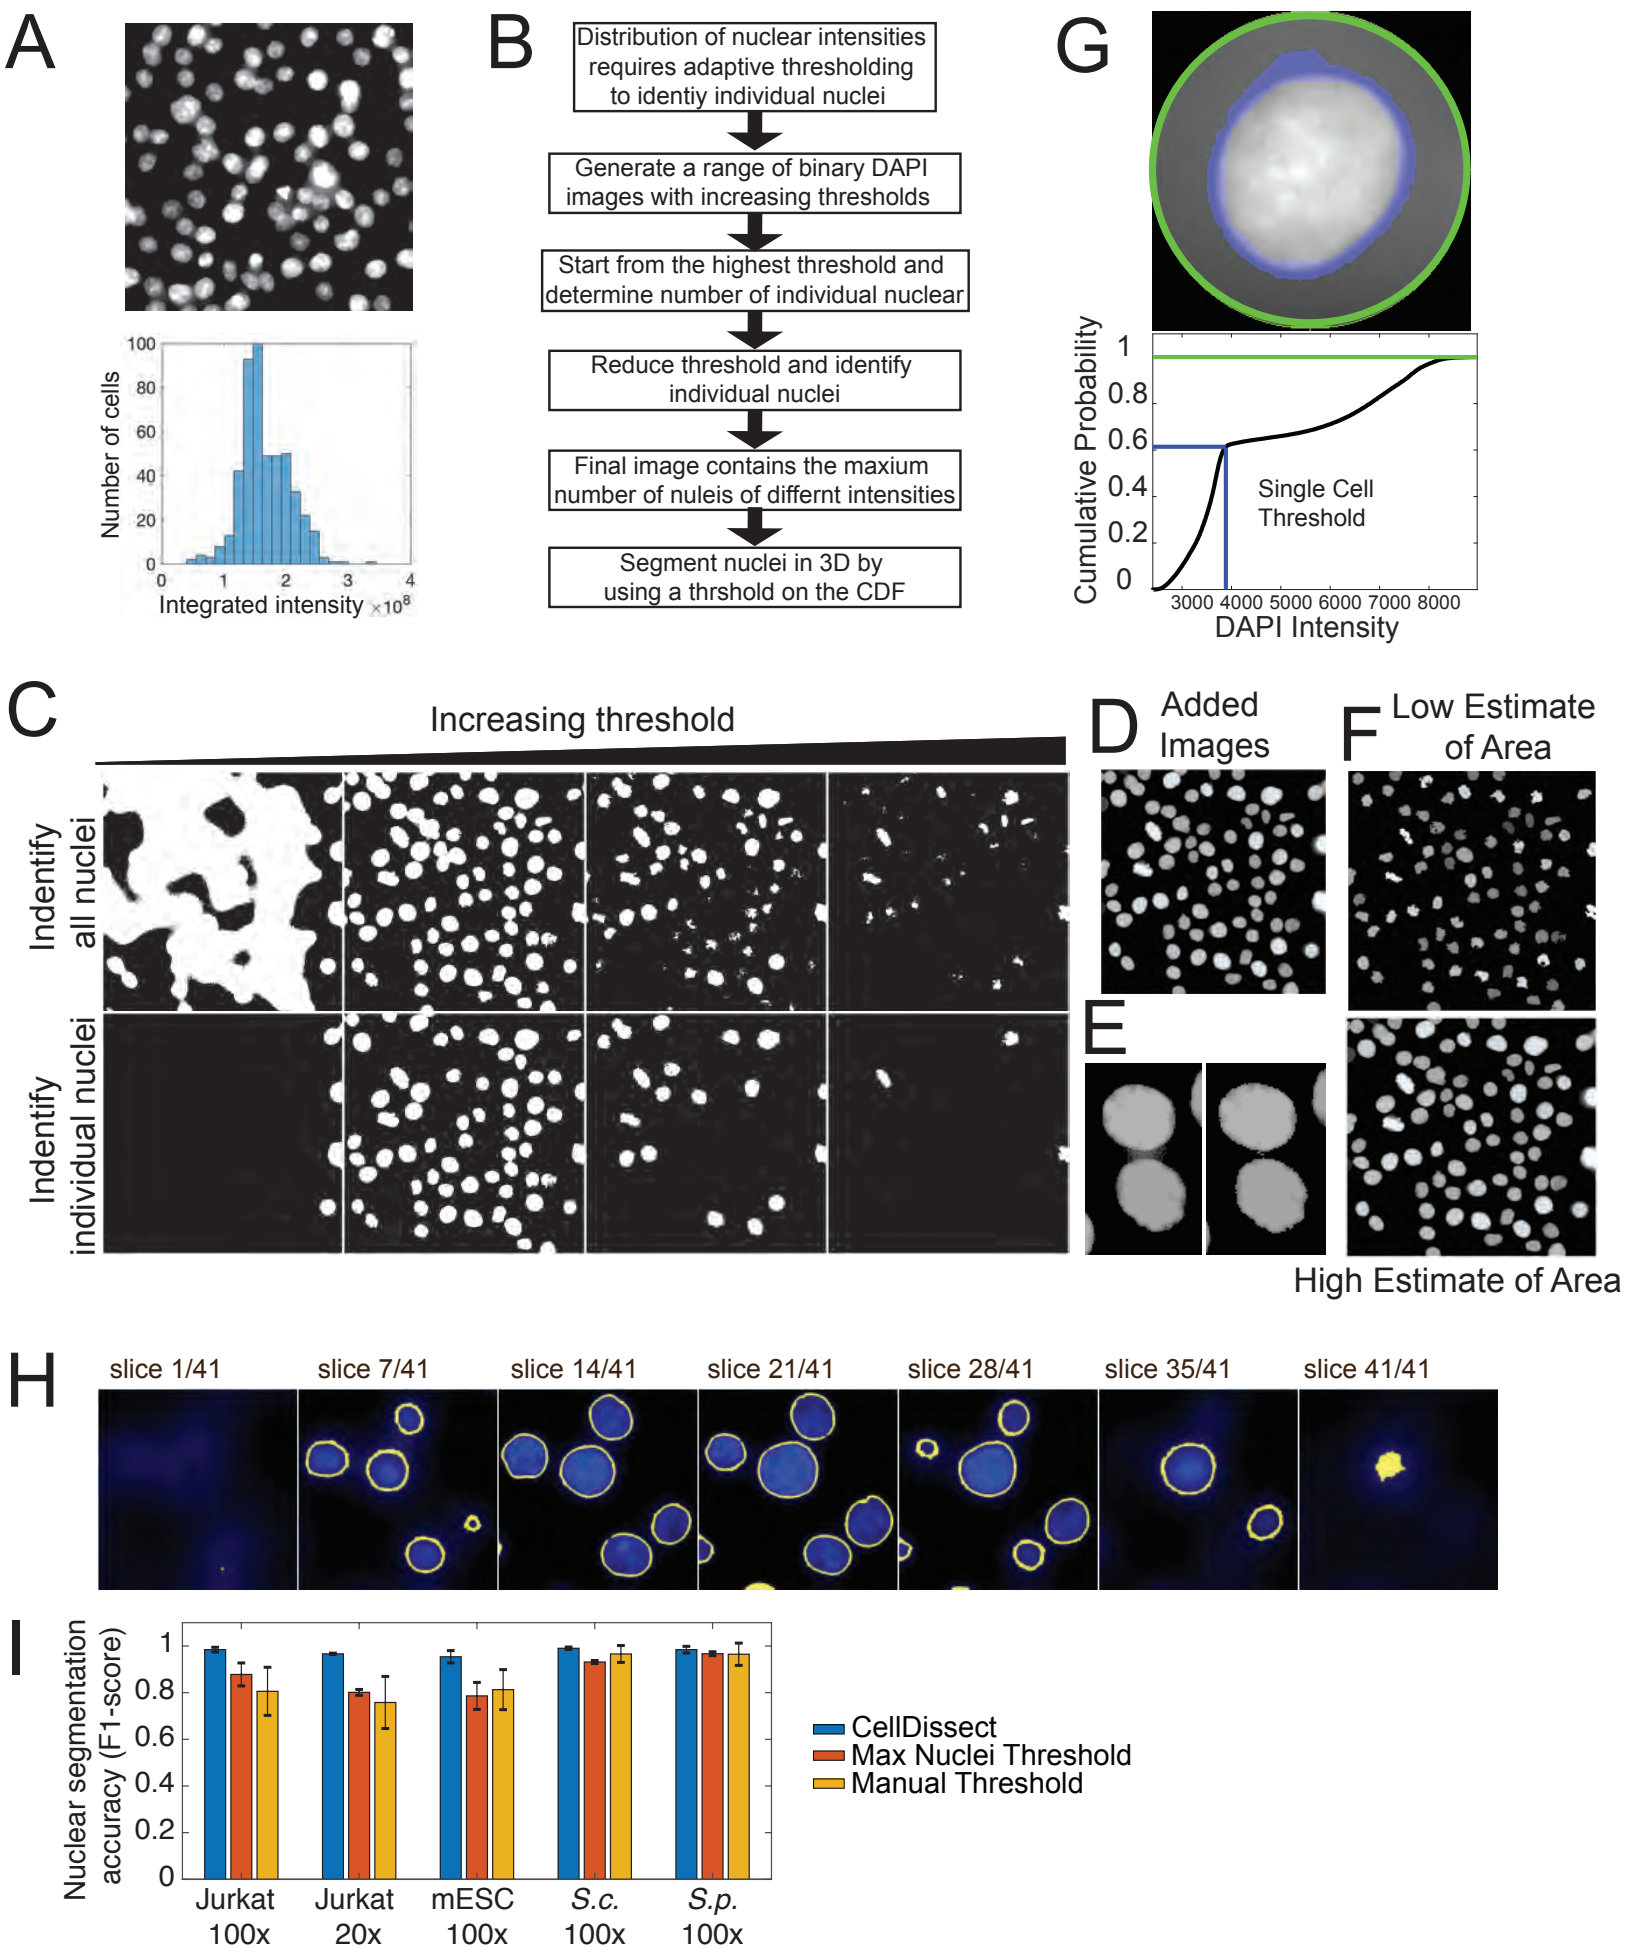 A
100
80
60
40
20
0
Number of cells
0 1 2 3 4
Integrated intensity ×10⁸
B
Distribution of nuclear intensities
requires adaptive thresholding
to identiy individual nuclei
Generate a range of binary DAPI
images with increasing thresholds
Start from the highest threshold and
determine number of individual nuclear
Reduce threshold and identify
individual nuclei
Final image contains the maxium
number of nuleis of differnt intensities
Segment nuclei in 3D by
using a thrshold on the CDF
G
Cumulative Probability
1
0.8
0.6
0.4
0.2
0
Single Cell
Threshold
3000 4000 5000 6000 7000 8000
DAPI Intensity
C
Increasing threshold
Indentify
all nuclei
Indentify
individual nuclei
D
Added
Images
E
F
Low Estimate
of Area
High Estimate of Area
H
slice 1/41
slice 7/41
slice 14/41
slice 21/41
slice 28/41
slice 35/41
slice 41/41
I
Nuclear segmentation
accuracy (F1-score)
1
0.8
0.6
0.4
0.2
0
Jurkat
100x
Jurkat
20x
mESC
100x
S.c.
100x
S.p.
100x
CellDissect
Max Nuclei Threshold
Manual Threshold